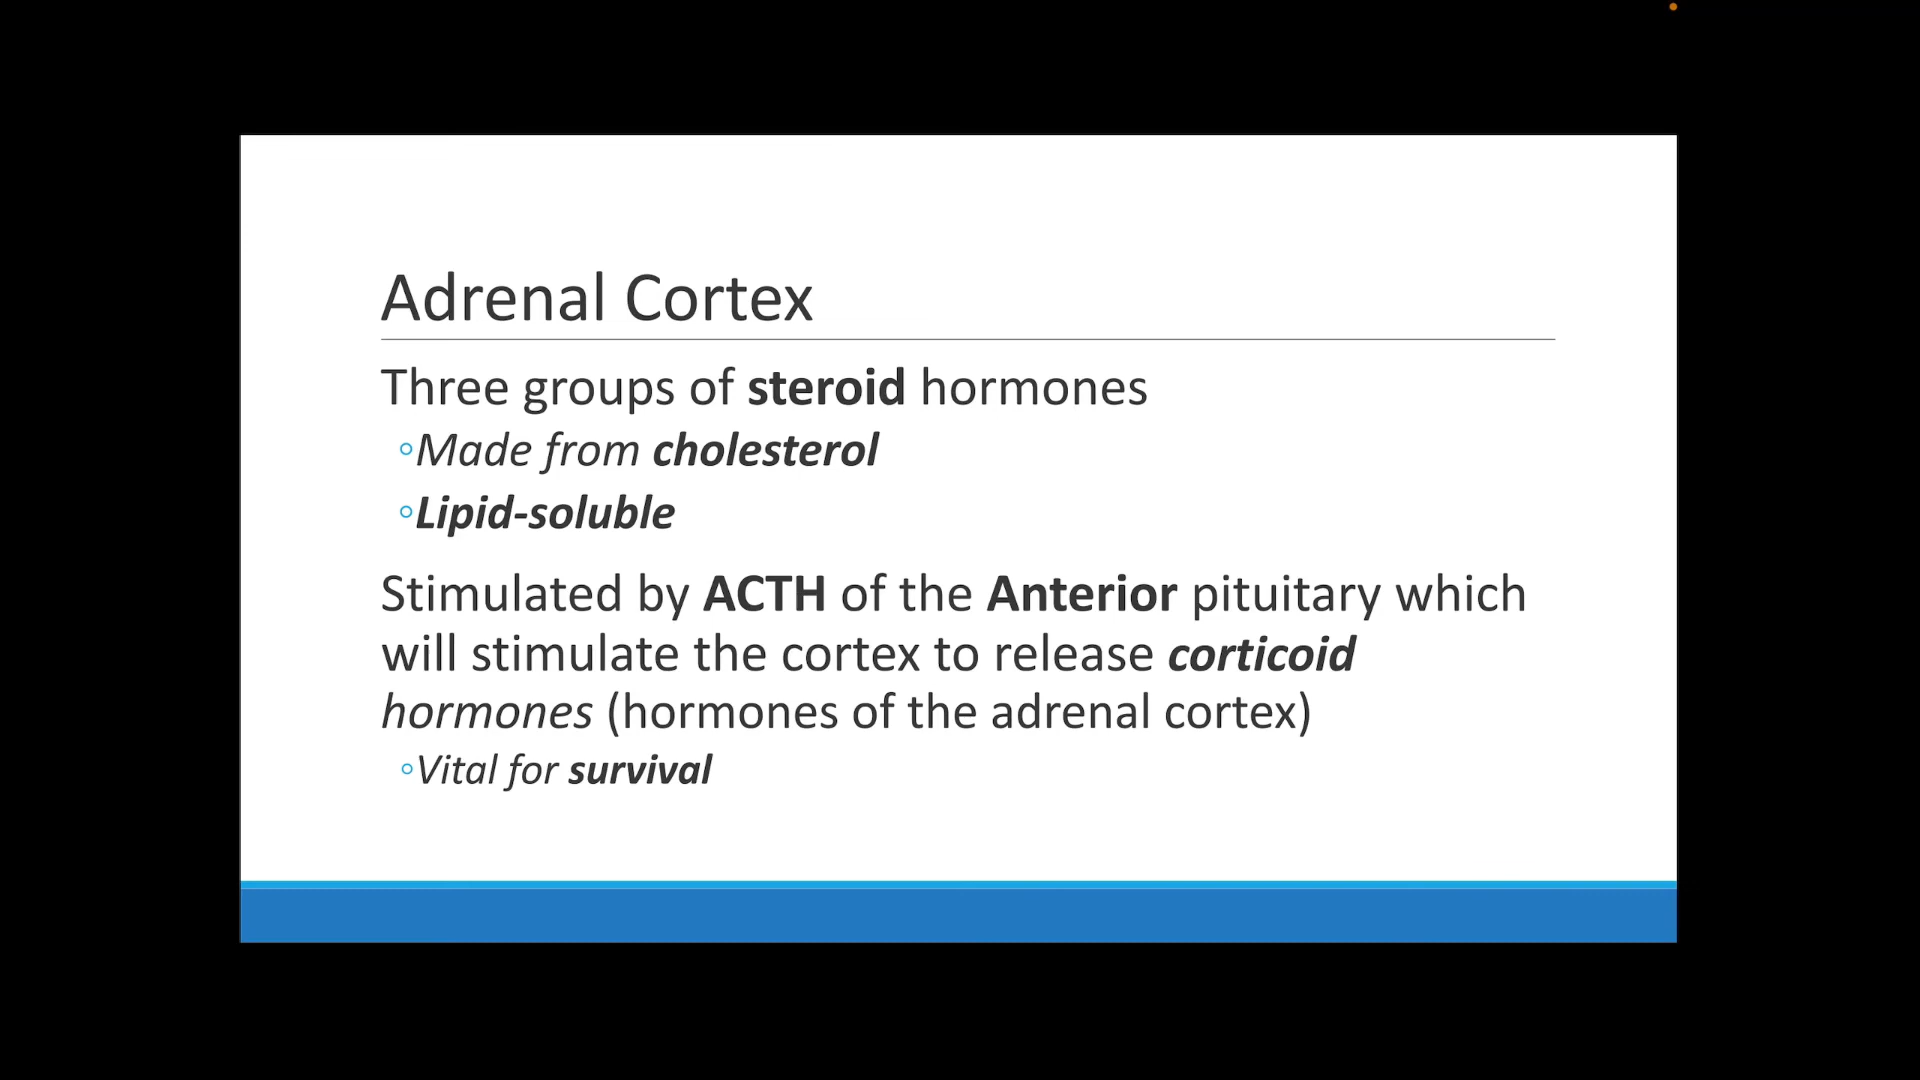 Adrenal Cortex
Three groups of steroid hormones
◦Made from cholesterol
◦Lipid-soluble
Stimulated by ACTH of the Anterior pituitary which
will stimulate the cortex to release corticoid
hormones (hormones of the adrenal cortex)
◦Vital for survival